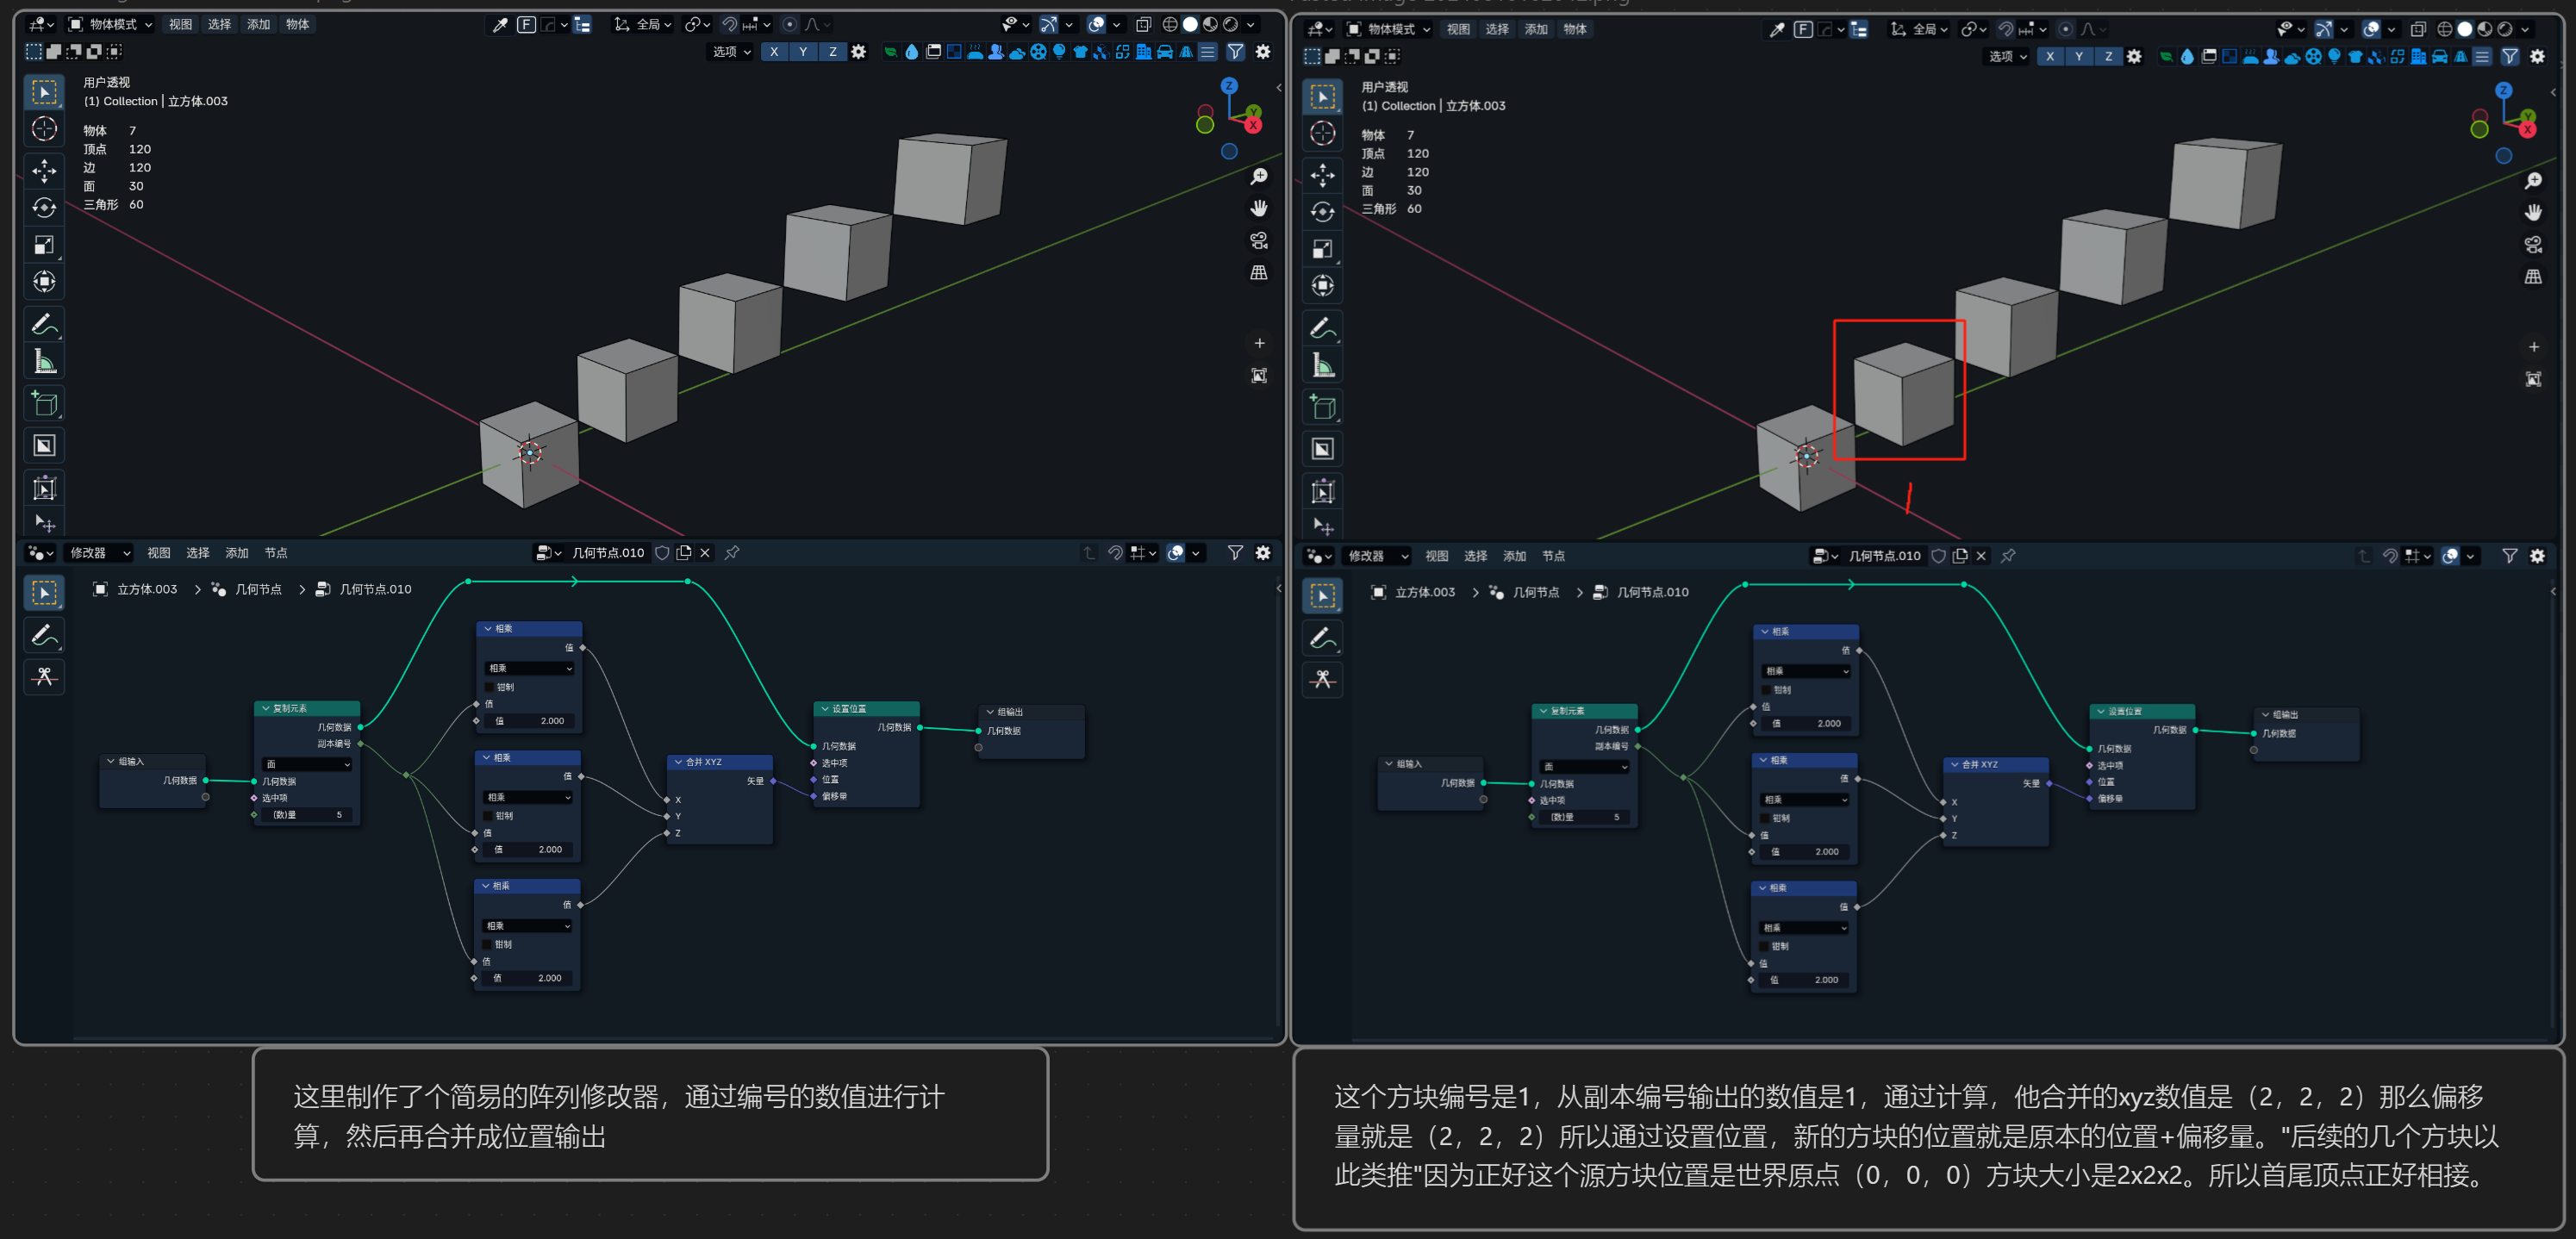 物体模式 视图 选择 添加 物体
全局
选项 X Y Z
用户透视
(1) Collection | 立方体.003
物体 7
顶点 120
边 120
面 30
三角形 60
修改器 视图 选择 添加 节点
几何节点.010
立方体.003 > 几何节点 > 几何节点.010
组输入
几何数据
复制元素
几何数据
副本编号
面
几何数据
选中项
(数)量 5
相乘
值
相乘
钳制
值
值 2.000
相乘
值
相乘
钳制
值
值 2.000
相乘
值
相乘
钳制
值
值 2.000
合并 XYZ
矢量
X
Y
Z
设置位置
几何数据
几何数据
选中项
位置
偏移量
组输出
几何数据
这里制作了个简易的阵列修改器，通过编号的数值进行计
算，然后再合并成位置输出
物体模式 视图 选择 添加 物体
全局
选项 X Y Z
用户透视
(1) Collection | 立方体.003
物体 7
顶点 120
边 120
面 30
三角形 60
修改器 视图 选择 添加 节点
几何节点.010
立方体.003 > 几何节点 > 几何节点.010
组输入
几何数据
复制元素
几何数据
副本编号
面
几何数据
选中项
(数)量 5
相乘
值
相乘
钳制
值
值 2.000
相乘
值
相乘
钳制
值
值 2.000
相乘
值
相乘
钳制
值
值 2.000
合并 XYZ
矢量
X
Y
Z
设置位置
几何数据
几何数据
选中项
位置
偏移量
组输出
几何数据
这个方块编号是1，从副本编号输出的数值是1，通过计算，他合并的xyz数值是（2，2，2）那么偏移
量就是（2，2，2）所以通过设置位置，新的方块的位置就是原本的位置+偏移量。"后续的几个方块以
此类推"因为正好这个源方块位置是世界原点（0，0，0）方块大小是2x2x2。所以首尾顶点正好相接。